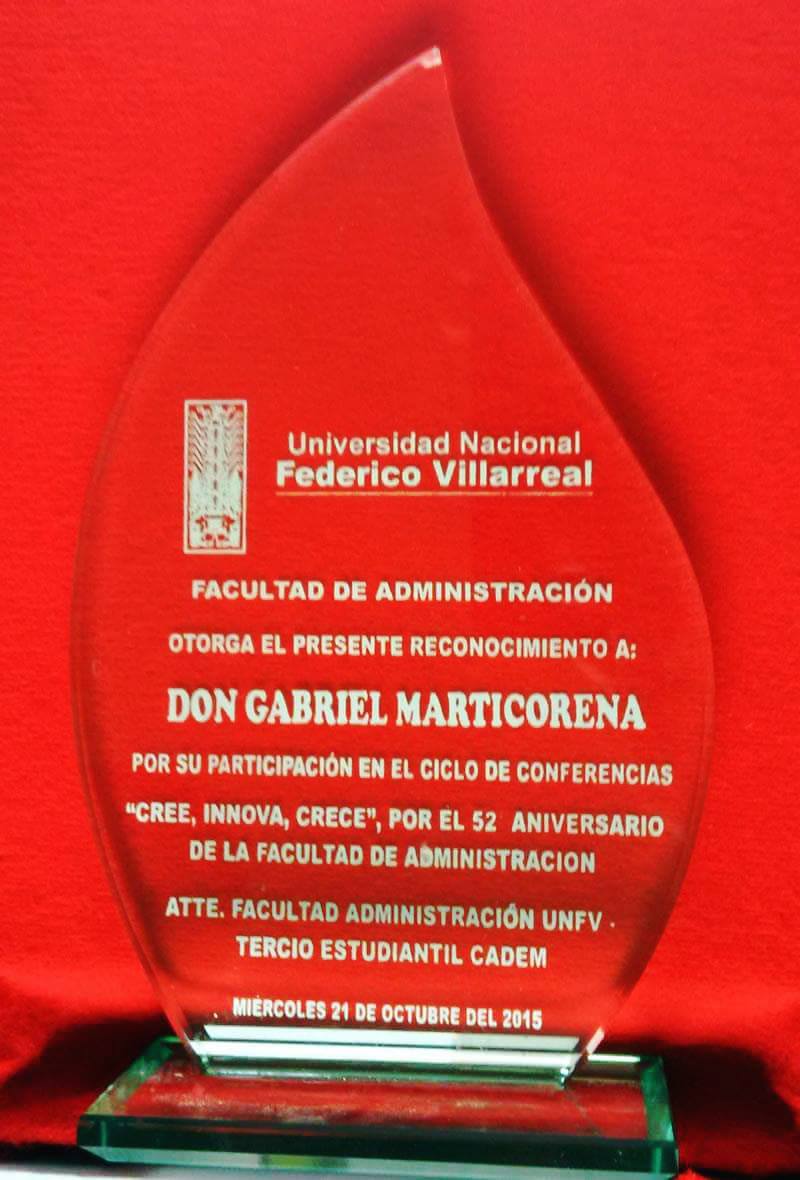 Universidad Nacional
Federico Villarreal
FACULTAD DE ADMINISTRACIÓN
OTORGA EL PRESENTE RECONOCIMIENTO A:
DON GABRIEL MARTICORENA
POR SU PARTICIPACIÓN EN EL CICLO DE CONFERENCIAS
“CREE, INNOVA, CRECE”, POR EL 52 ANIVERSARIO
DE LA FACULTAD DE ADMINISTRACION
ATTE. FACULTAD ADMINISTRACIÓN UNFV -
TERCIO ESTUDIANTIL CADEM
MIÉRCOLES 21 DE OCTUBRE DEL 2015